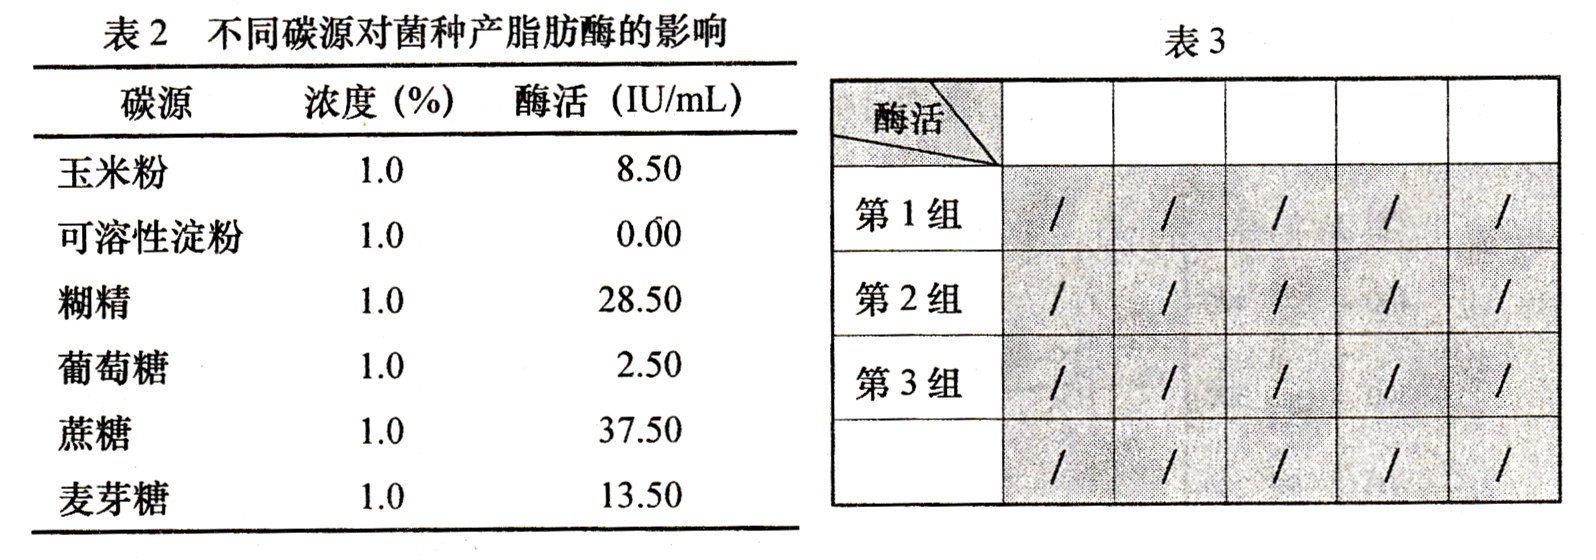 表2 不同碳源对菌种产脂肪酶的影响
碳源 浓度 (%) 酶活 (IU/mL)
玉米粉 1.0 8.50
可溶性淀粉 1.0 0.00
糊精 1.0 28.50
葡萄糖 1.0 2.50
蔗糖 1.0 37.50
麦芽糖 1.0 13.50
表3
酶活
第1组 / / / / /
第2组 / / / / /
第3组 / / / / /
/ / / / /